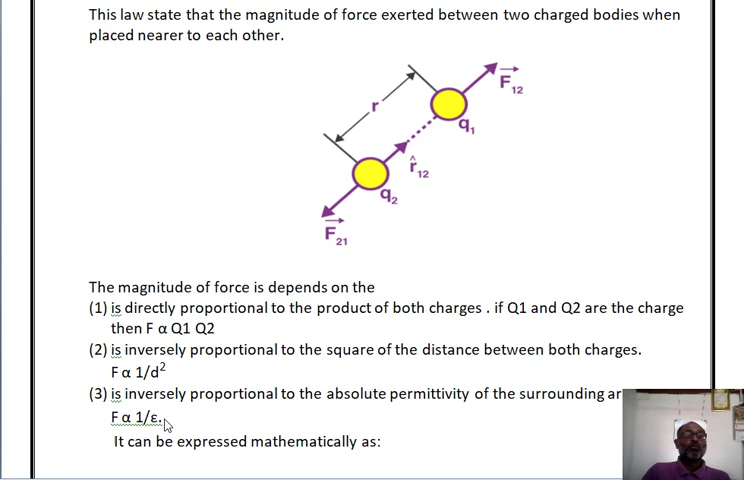 This law state that the magnitude of force exerted between two charged bodies when
placed nearer to each other.
F₁₂
r
q₁
r̂₁₂
q₂
F₂₁
The magnitude of force is depends on the
(1) is directly proportional to the product of both charges . if Q1 and Q2 are the charge
then F α Q1 Q2
(2) is inversely proportional to the square of the distance between both charges.
F α 1/d²
(3) is inversely proportional to the absolute permittivity of the surrounding
F α 1/ε.
It can be expressed mathematically as: